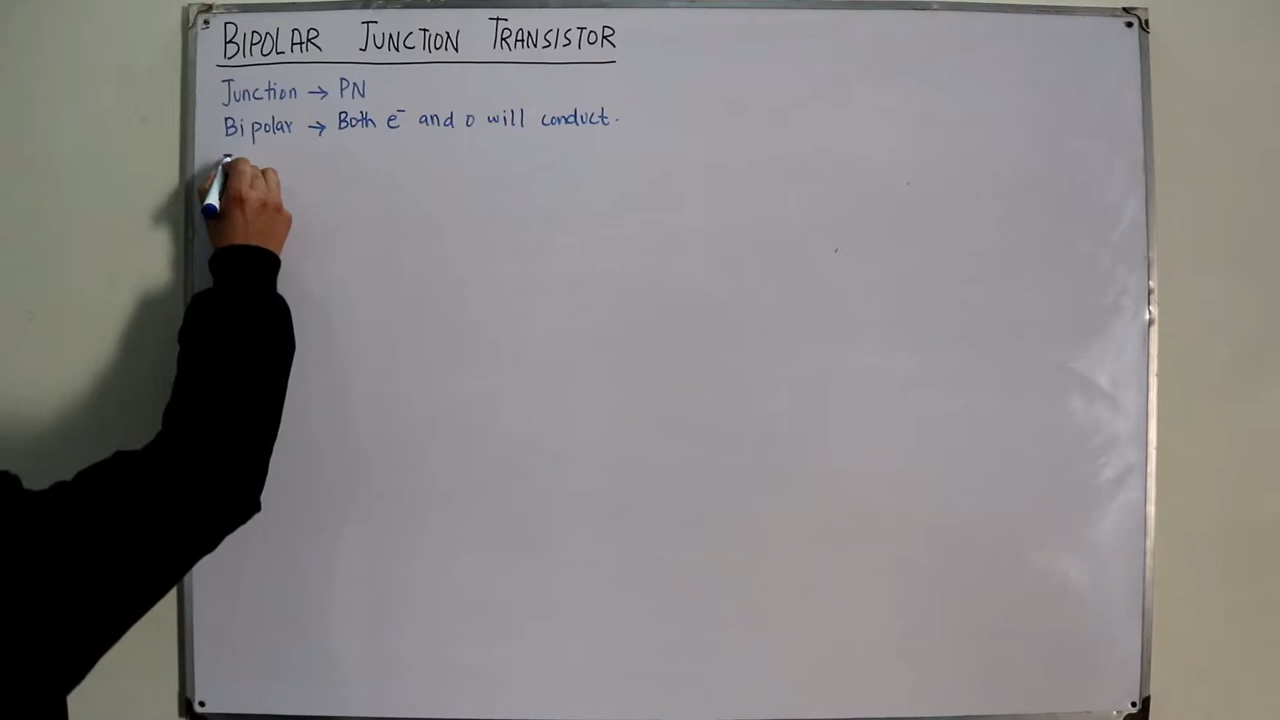 BIPOLAR JUNCTION TRANSISTOR
Junction → PN
Bipolar → Both e⁻ and o will conduct.